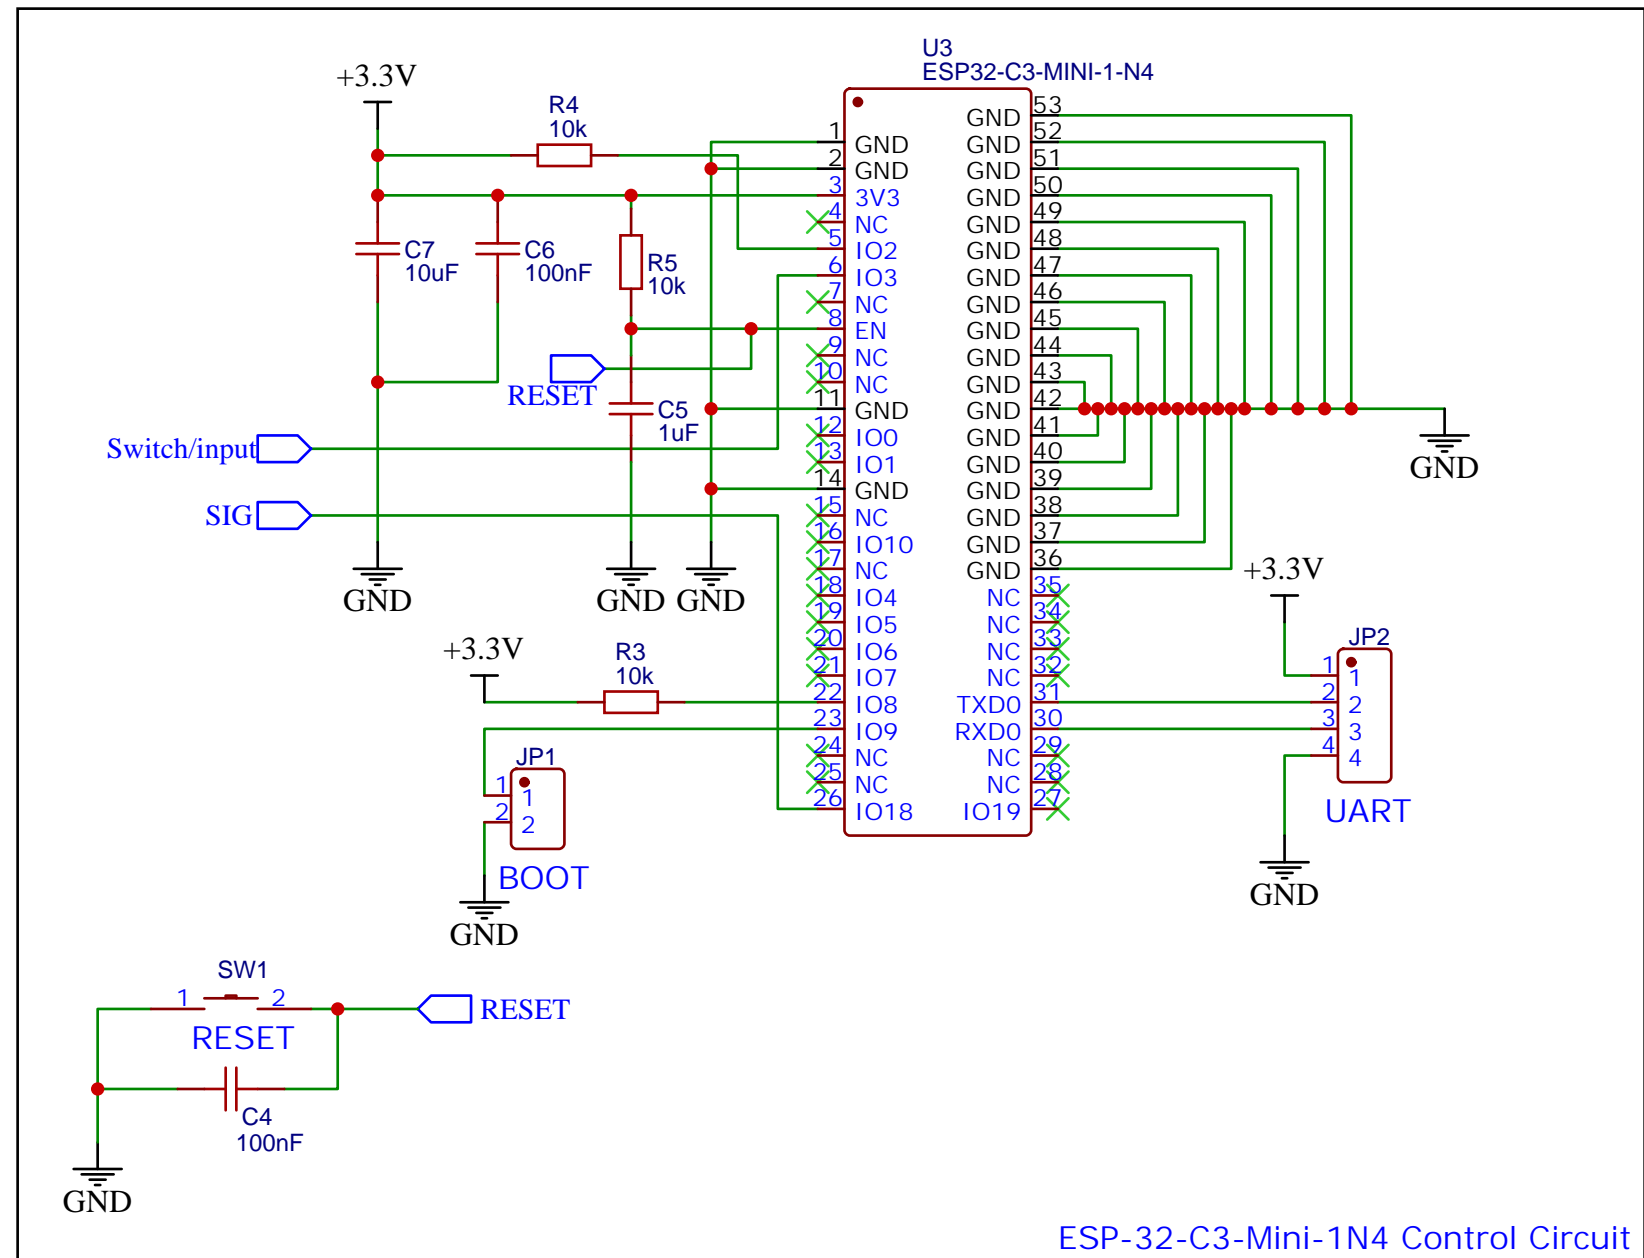 U3
ESP32-C3-MINI-1-N4
+3.3V
R4
10k
C7
10uF
C6
100nF
R5
10k
RESET
C5
1uF
Switch/input
SIG
GND
GND
GND
1 GND
2 GND
3 3V3
4 NC
5 IO2
6 IO3
7 NC
8 EN
9 NC
10 NC
11 GND
12 IO0
13 IO1
14 GND
15 NC
16 IO10
17 NC
18 IO4
19 IO5
20 IO6
21 IO7
22 IO8
23 IO9
24 NC
25 NC
26 IO18
GND 53
GND 52
GND 51
GND 50
GND 49
GND 48
GND 47
GND 46
GND 45
GND 44
GND 43
GND 42
GND 41
GND 40
GND 39
GND 38
GND 37
GND 36
NC 35
NC 34
NC 33
NC 32
TXD0 31
RXD0 30
NC 29
NC 28
IO19 27
GND
+3.3V
JP2
1 1
2 2
3 3
4 4
UART
GND
+3.3V
R3
10k
JP1
1 1
2 2
BOOT
GND
SW1
1 2
RESET
RESET
C4
100nF
GND
ESP-32-C3-Mini-1N4 Control Circuit